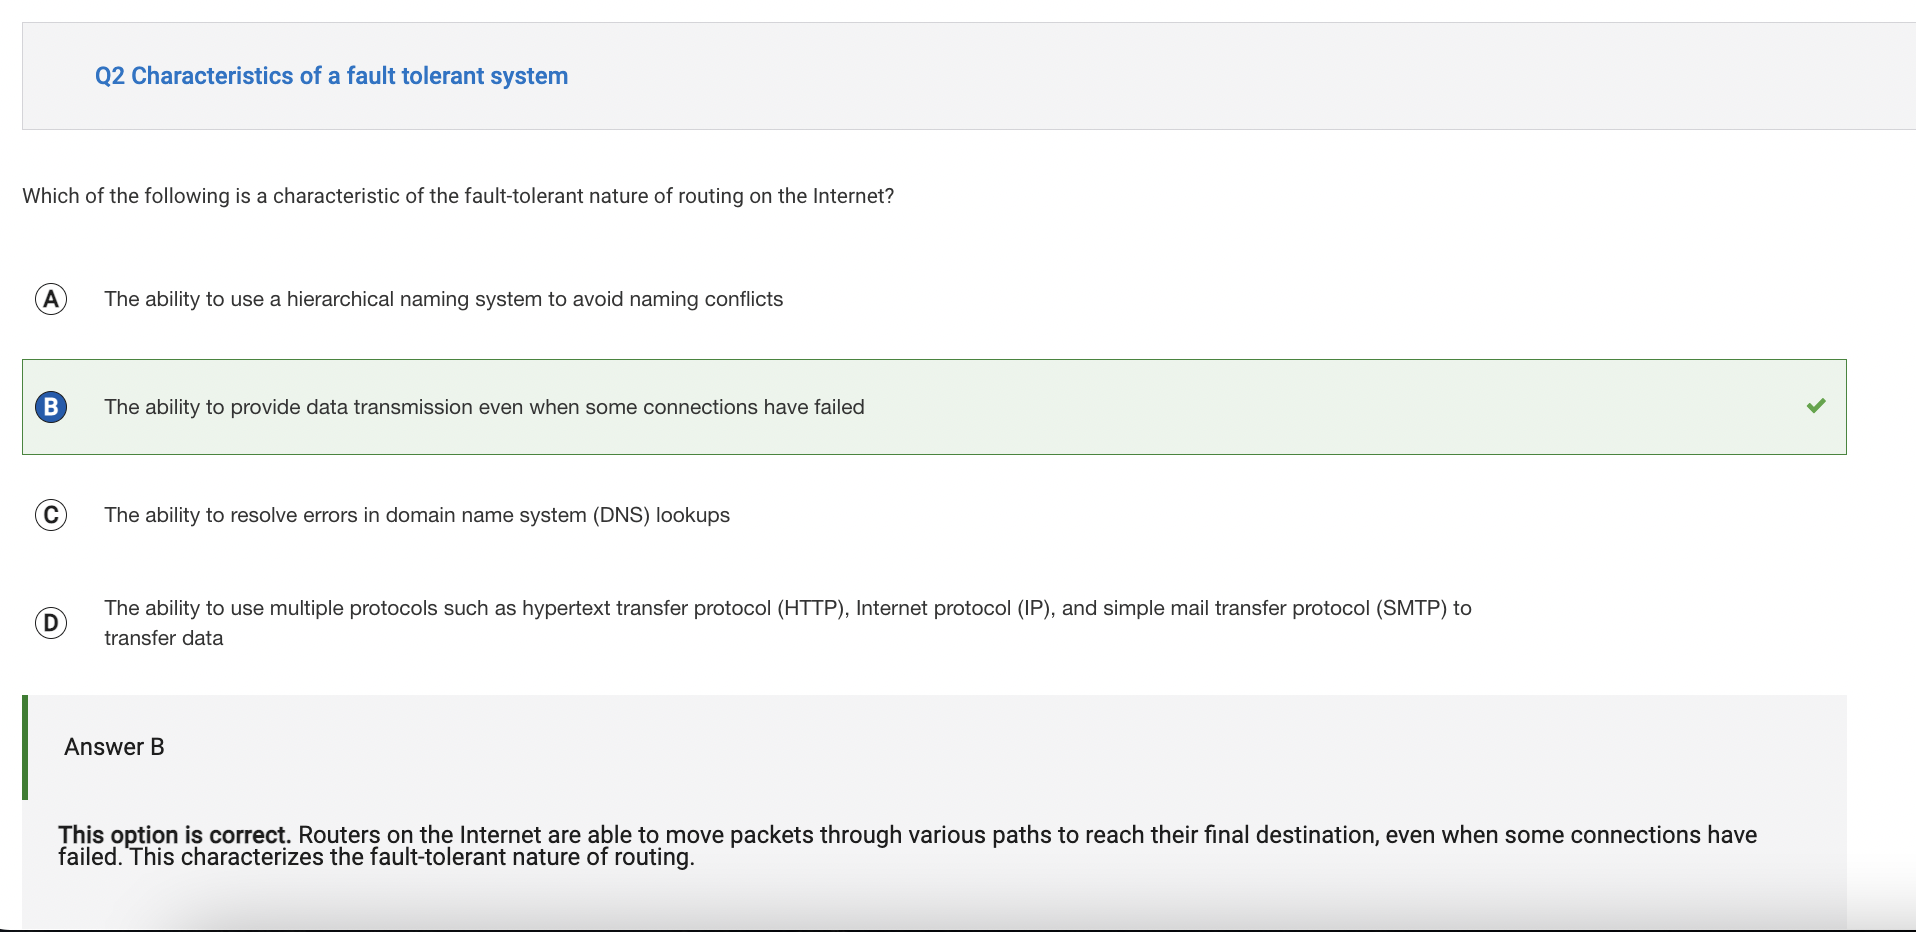 Q2 Characteristics of a fault tolerant system
Which of the following is a characteristic of the fault-tolerant nature of routing on the Internet?
A The ability to use a hierarchical naming system to avoid naming conflicts
B The ability to provide data transmission even when some connections have failed
C The ability to resolve errors in domain name system (DNS) lookups
D The ability to use multiple protocols such as hypertext transfer protocol (HTTP), Internet protocol (IP), and simple mail transfer protocol (SMTP) to
transfer data
Answer B
This option is correct. Routers on the Internet are able to move packets through various paths to reach their final destination, even when some connections have
failed. This characterizes the fault-tolerant nature of routing.